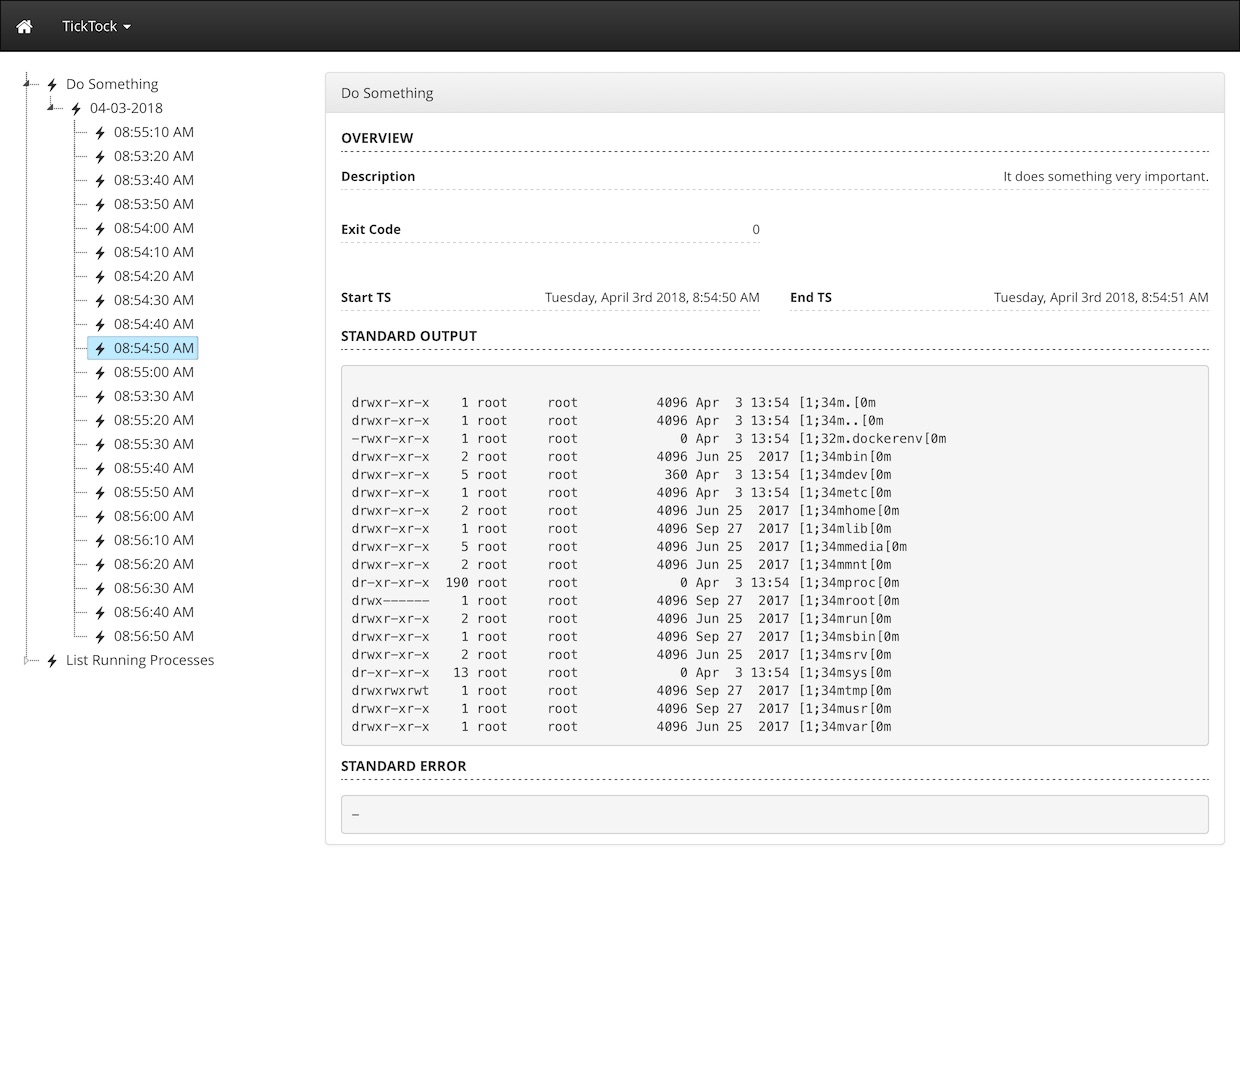 TickTock
Do Something
04-03-2018
08:55:10 AM
08:53:20 AM
08:53:40 AM
08:53:50 AM
08:54:00 AM
08:54:10 AM
08:54:20 AM
08:54:30 AM
08:54:40 AM
08:54:50 AM
08:55:00 AM
08:53:30 AM
08:55:20 AM
08:55:30 AM
08:55:40 AM
08:55:50 AM
08:56:00 AM
08:56:10 AM
08:56:20 AM
08:56:30 AM
08:56:40 AM
08:56:50 AM
List Running Processes
Do Something
OVERVIEW
Description It does something very important.
Exit Code 0
Start TS Tuesday, April 3rd 2018, 8:54:50 AM End TS Tuesday, April 3rd 2018, 8:54:51 AM
STANDARD OUTPUT
drwxr-xr-x    1 root     root          4096 Apr  3 13:54 [1;34m.[0m
drwxr-xr-x    1 root     root          4096 Apr  3 13:54 [1;34m..[0m
-rwxr-xr-x    1 root     root             0 Apr  3 13:54 [1;32m.dockerenv[0m
drwxr-xr-x    2 root     root          4096 Jun 25  2017 [1;34mbin[0m
drwxr-xr-x    5 root     root           360 Apr  3 13:54 [1;34mdev[0m
drwxr-xr-x    1 root     root          4096 Apr  3 13:54 [1;34metc[0m
drwxr-xr-x    2 root     root          4096 Jun 25  2017 [1;34mhome[0m
drwxr-xr-x    1 root     root          4096 Sep 27  2017 [1;34mlib[0m
drwxr-xr-x    5 root     root          4096 Jun 25  2017 [1;34mmedia[0m
drwxr-xr-x    2 root     root          4096 Jun 25  2017 [1;34mmnt[0m
dr-xr-xr-x  190 root     root             0 Apr  3 13:54 [1;34mproc[0m
drwx------    1 root     root          4096 Sep 27  2017 [1;34mroot[0m
drwxr-xr-x    2 root     root          4096 Jun 25  2017 [1;34mrun[0m
drwxr-xr-x    1 root     root          4096 Sep 27  2017 [1;34msbin[0m
drwxr-xr-x    2 root     root          4096 Jun 25  2017 [1;34msrv[0m
dr-xr-xr-x   13 root     root             0 Apr  3 13:54 [1;34msys[0m
drwxrwxrwt    1 root     root          4096 Sep 27  2017 [1;34mtmp[0m
drwxr-xr-x    1 root     root          4096 Sep 27  2017 [1;34musr[0m
drwxr-xr-x    1 root     root          4096 Jun 25  2017 [1;34mvar[0m
STANDARD ERROR
-